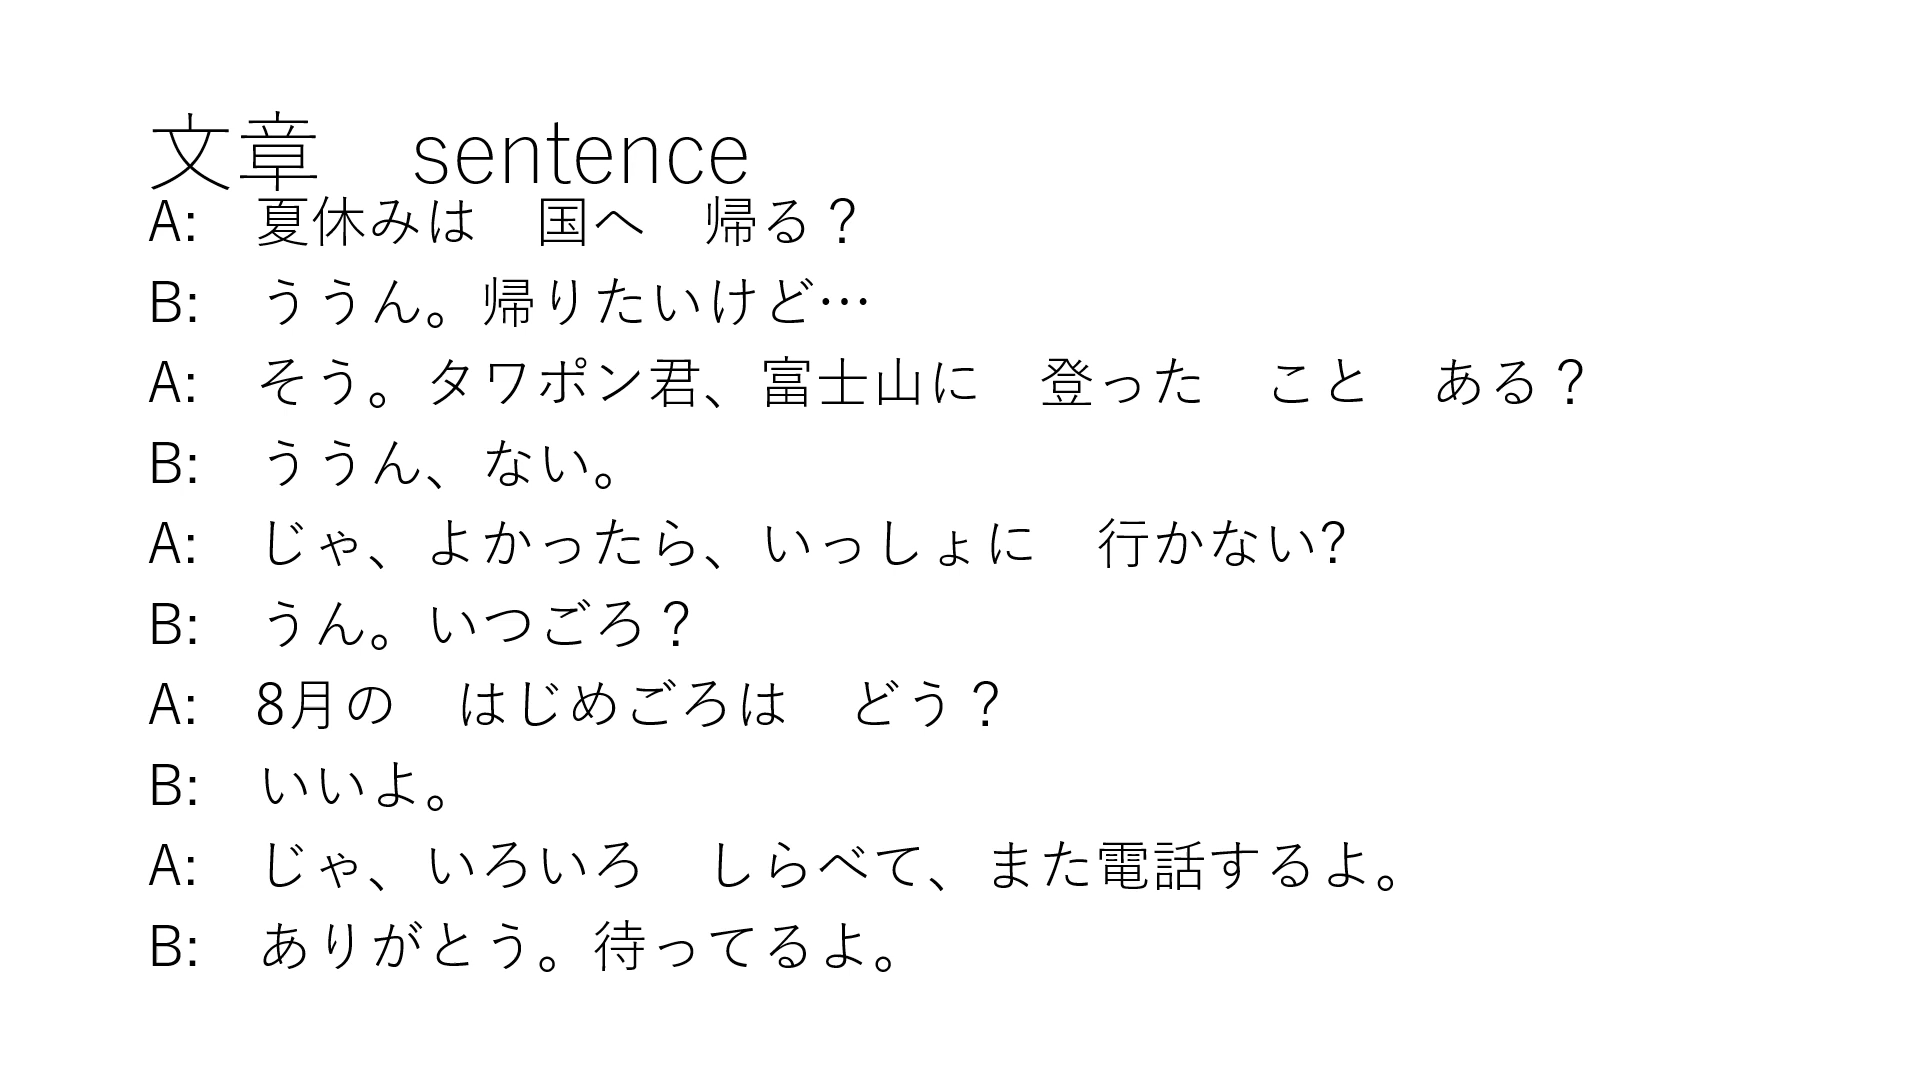 文章　sentence
A:　夏休みは　国へ　帰る？
B:　ううん。帰りたいけど…
A:　そう。タワポン君、富士山に　登った　こと　ある？
B:　ううん、ない。
A:　じゃ、よかったら、いっしょに　行かない?
B:　うん。いつごろ？
A:　8月の　はじめごろは　どう？
B:　いいよ。
A:　じゃ、いろいろ　しらべて、また電話するよ。
B:　ありがとう。待ってるよ。